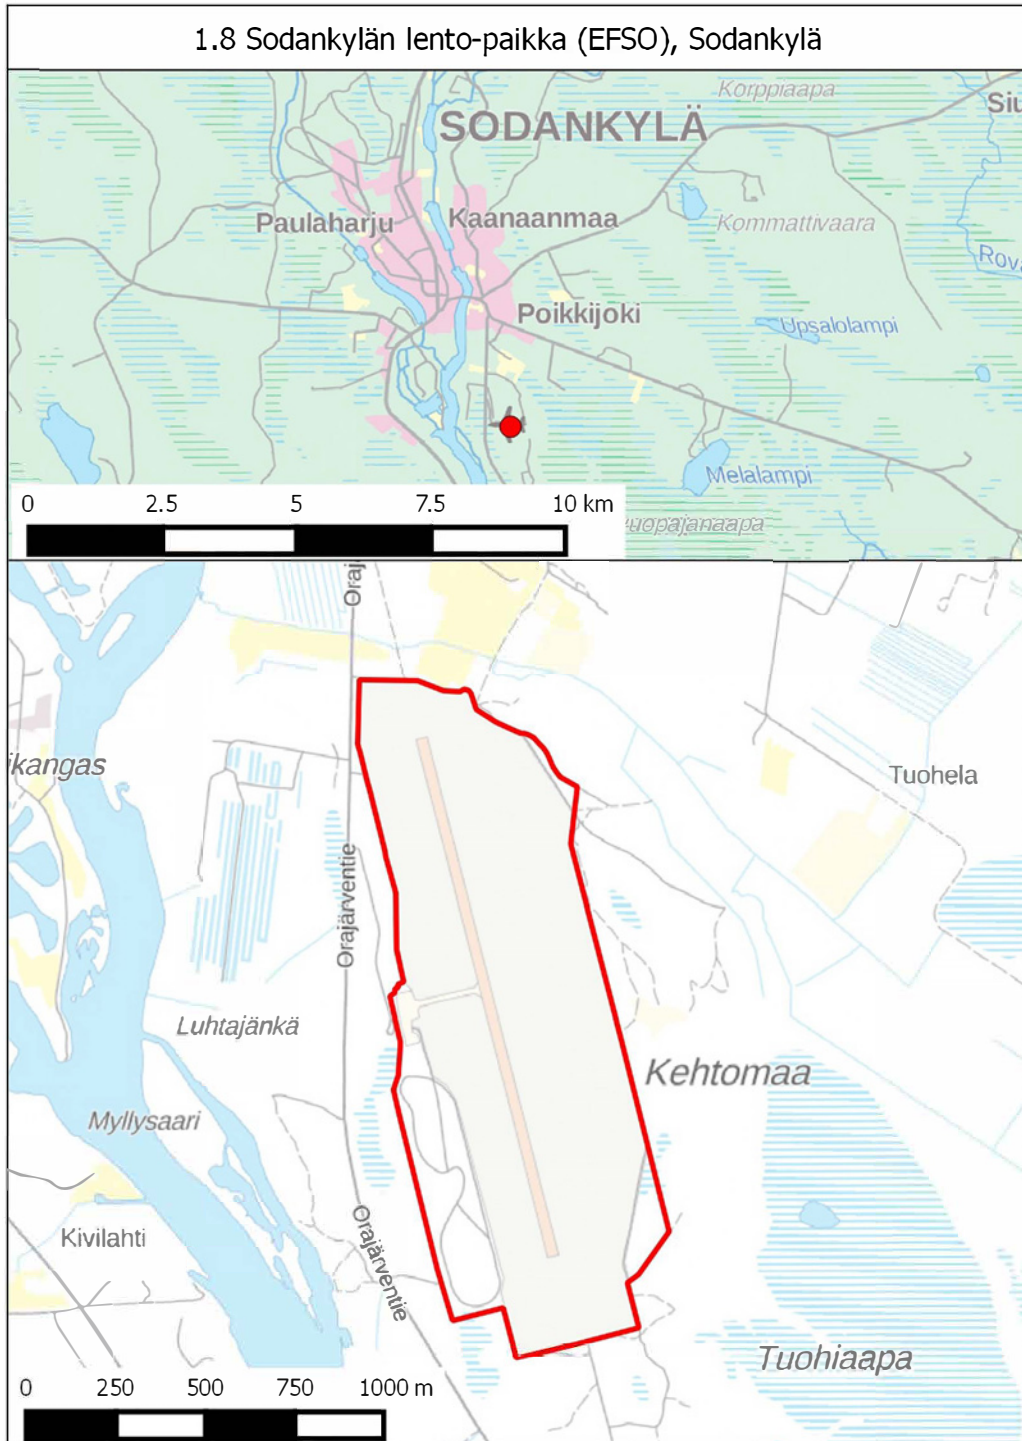 1.8 Sodankylän lento-paikka (EFSO), Sodankylä
Korppiaapa
SODANKYLÄ
Paulaharju
Kaanaanmaa
Kommattivaara
Poikkijoki
Upsalolampi
Melalampi
0 2.5 5 7.5 10 km
Orajärventie
ikangas
Tuohela
Luhtajänkä
Kehtomaa
Myllysaari
Kivilahti
Orajärventie
Tuohiaapa
0 250 500 750 1000 m